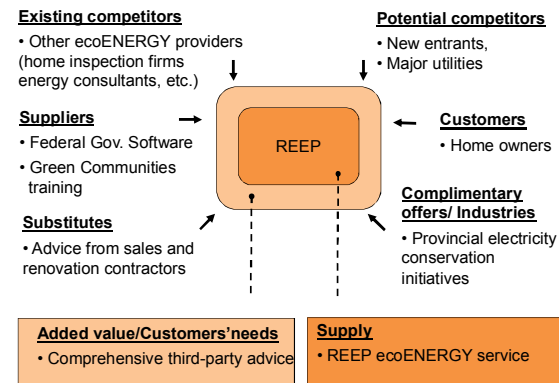 Existing competitors
• Other ecoENERGY providers
(home inspection firms
energy consultants, etc.)
Potential competitors
• New entrants,
• Major utilities
Suppliers
• Federal Gov. Software
• Green Communities
training
REEP
Customers
• Home owners
Substitutes
• Advice from sales and
renovation contractors
Complimentary
offers/ Industries
• Provincial electricity
conservation
initiatives
Added value/Customers'needs
• Comprehensive third-party advice
Supply
• REEP ecoENERGY service